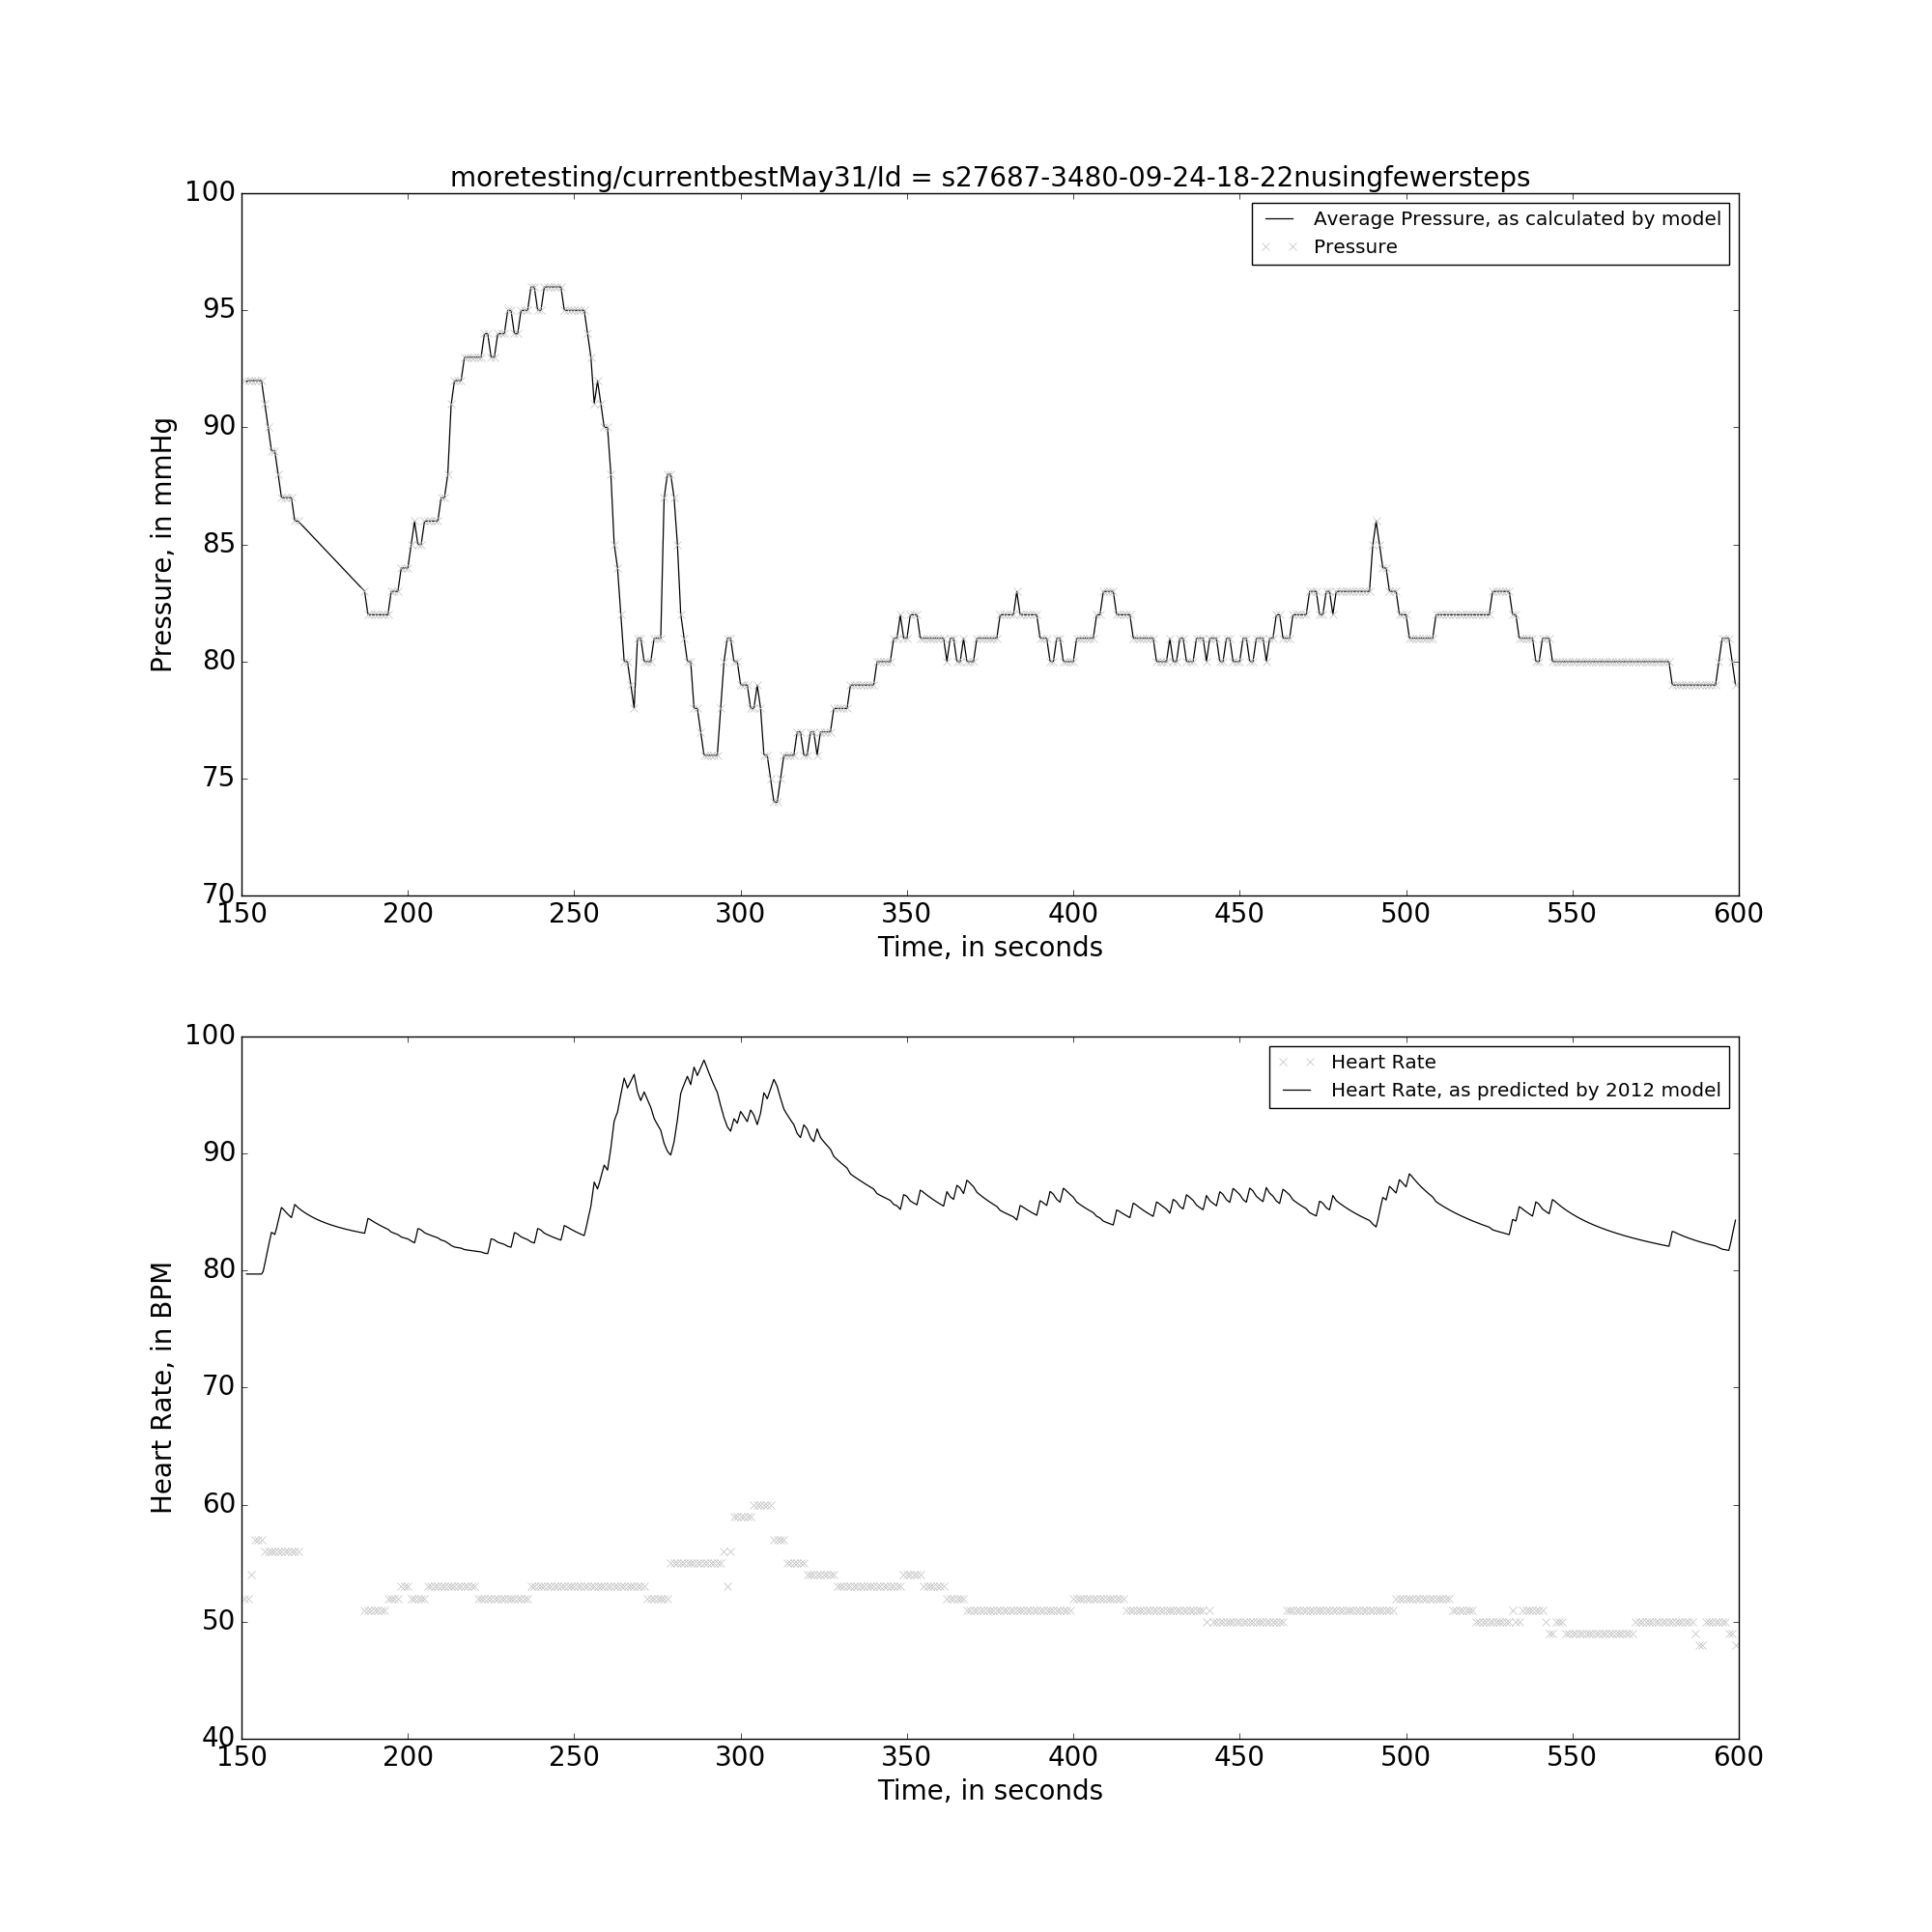 moretesting/currentbestMay31/Id = s27687-3480-09-24-18-22nusingfewersteps
100
95
90
85
80
75
70
Pressure, in mmHg
Average Pressure, as calculated by model
Pressure
150 200 250 300 350 400 450 500 550 600
Time, in seconds
100
90
80
70
60
50
40
Heart Rate, in BPM
Heart Rate
Heart Rate, as predicted by 2012 model
150 200 250 300 350 400 450 500 550 600
Time, in seconds